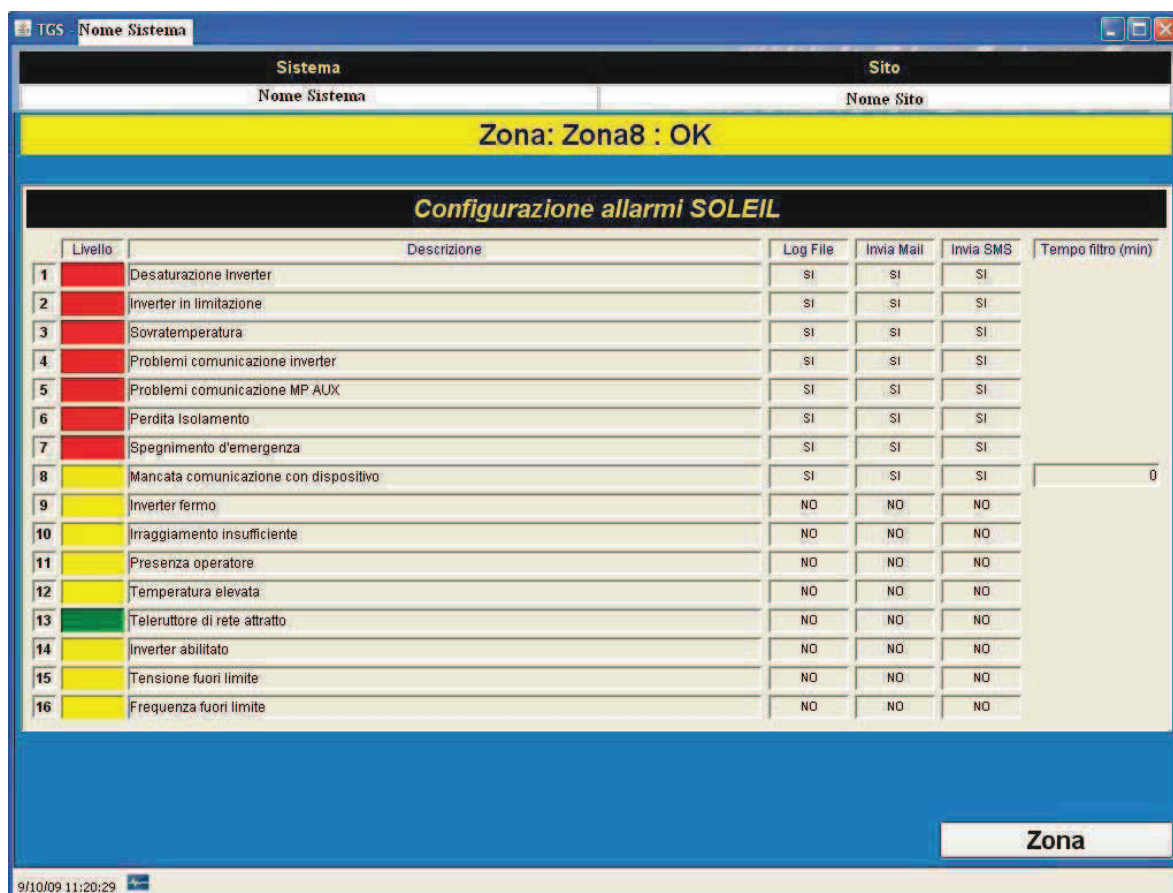 TGS - Nome Sistema
Sistema Sito
Nome Sistema Nome Sito
Zona: Zona8 : OK
Configurazione allarmi SOLEIL
Livello Descrizione Log File Invia Mail Invia SMS Tempo filtro (min)
1 Desaturazione Inverter SI SI SI
2 Inverter in limitazione SI SI SI
3 Sovratemperatura SI SI SI
4 Problemi comunicazione inverter SI SI SI
5 Problemi comunicazione MP AUX SI SI SI
6 Perdita Isolamento SI SI SI
7 Spegnimento d'emergenza SI SI SI
8 Mancata comunicazione con dispositivo SI SI SI 0
9 Inverter fermo NO NO NO
10 Irraggiamento insufficiente NO NO NO
11 Presenza operatore NO NO NO
12 Temperatura elevata NO NO NO
13 Teleruttore di rete attratto NO NO NO
14 Inverter abilitato NO NO NO
15 Tensione fuori limite NO NO NO
16 Frequenza fuori limite NO NO NO
Zona
9/10/09 11:20:29